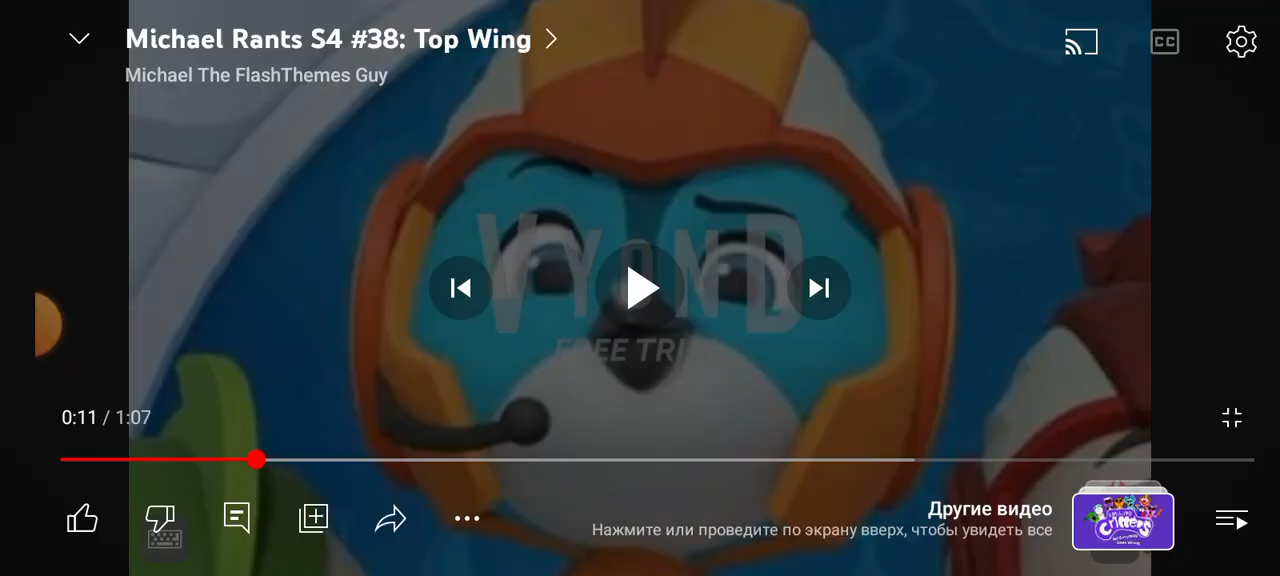 Michael Rants S4 #38: Top Wing
Michael The FlashThemes Guy
CC
VYOND
FREE TRI
0:11 / 1:07
Другие видео
Нажмите или проведите по экрану вверх, чтобы увидеть все
Critters